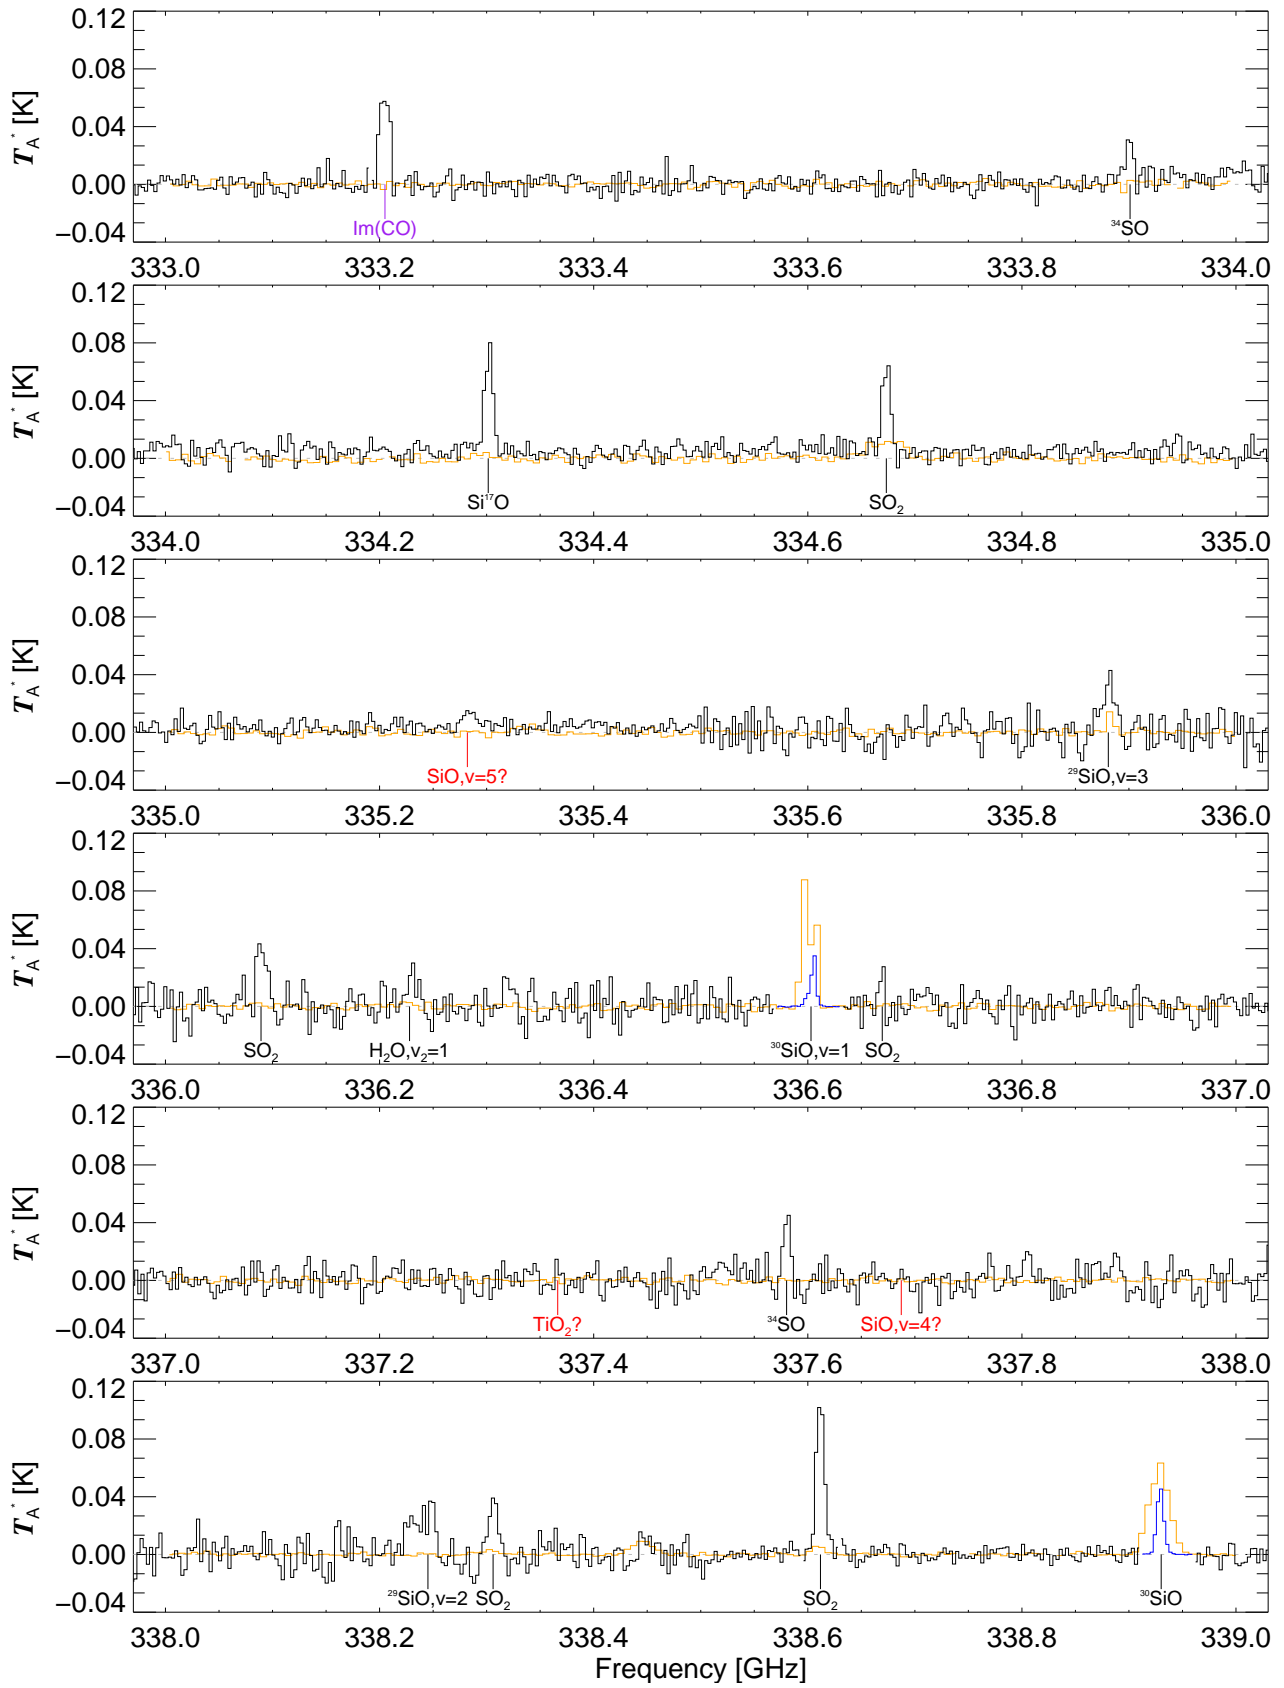 0.12
0.08
0.04
0.00
−0.04
T_A^* [K]
Im(CO)
³⁴SO
333.0 333.2 333.4 333.6 333.8 334.0
0.12
0.08
0.04
0.00
−0.04
T_A^* [K]
Si¹⁷O
SO₂
334.0 334.2 334.4 334.6 334.8 335.0
0.12
0.08
0.04
0.00
−0.04
T_A^* [K]
SiO,v=5?
²⁹SiO,v=3
335.0 335.2 335.4 335.6 335.8 336.0
0.12
0.08
0.04
0.00
−0.04
T_A^* [K]
SO₂
H₂O,v₂=1
³⁰SiO,v=1
SO₂
336.0 336.2 336.4 336.6 336.8 337.0
0.12
0.08
0.04
0.00
−0.04
T_A^* [K]
TiO₂?
³⁴SO
SiO,v=4?
337.0 337.2 337.4 337.6 337.8 338.0
0.12
0.08
0.04
0.00
−0.04
T_A^* [K]
²⁹SiO,v=2
SO₂
SO₂
³⁰SiO
338.0 338.2 338.4 338.6 338.8 339.0
Frequency [GHz]